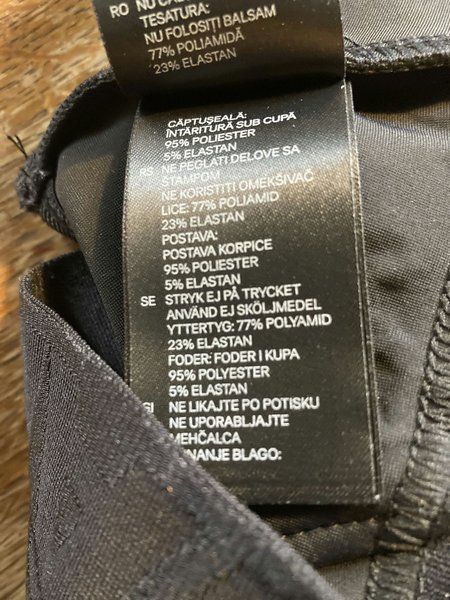 RO
TESATURA:
NU FOLOSIȚI BALSAM
77% POLIAMIDĂ
23% ELASTAN
CĂPTUȘEALĂ:
ÎNTĂRITURĂ SUB CUPĂ
95% POLIESTER
5% ELASTAN
RS NE PEGLATI DELOVE SA
ŠTAMPOM
NE KORISTITI OMEKŠIVAČ
LICE: 77% POLIAMID
23% ELASTAN
POSTAVA:
POSTAVA KORPICE
95% POLIESTER
5% ELASTAN
SE STRYK EJ PÅ TRYCKET
ANVÄND EJ SKÖLJMEDEL
YTTERTYG: 77% POLYAMID
23% ELASTAN
FODER: FODER I KUPA
95% POLYESTER
5% ELASTAN
SI NE LIKAJTE PO POTISKU
NE UPORABLJAJTE
MEHČALCA
BLAGO: